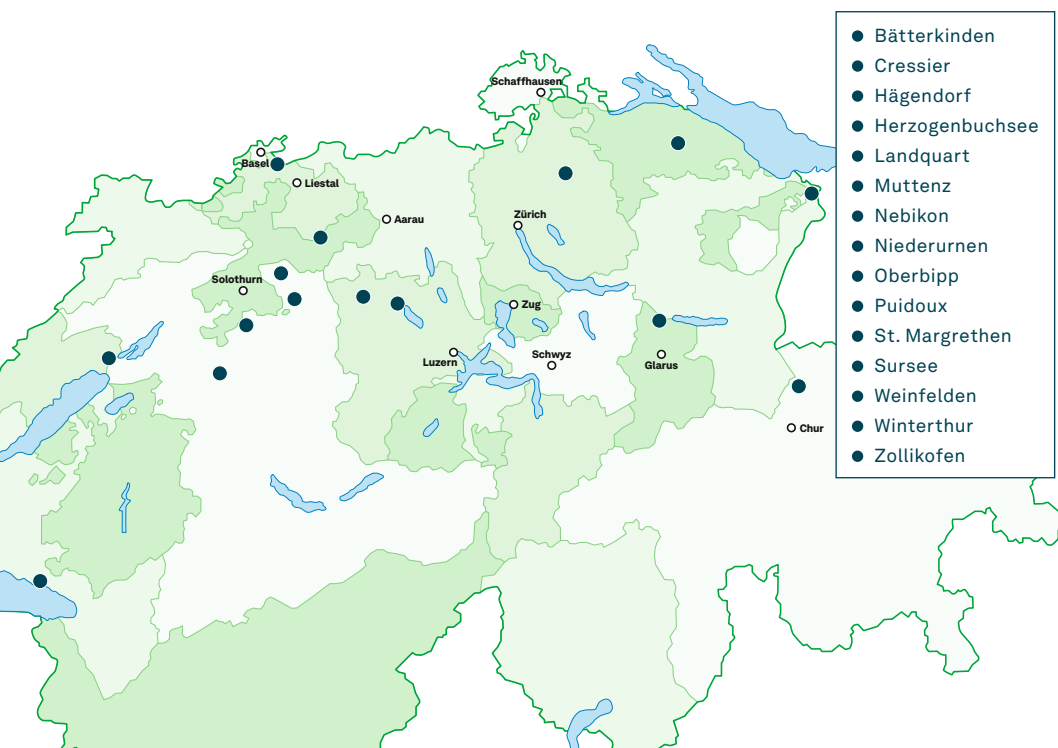 Schaffhausen
Basel
Liestal
Aarau
Zürich
Solothurn
Zug
Luzern
Schwyz
Glarus
Chur
Bätterkinden
Cressier
Hägendorf
Herzogenbuchsee
Landquart
Muttenz
Nebikon
Niederurnen
Oberbipp
Puidoux
St. Margrethen
Sursee
Weinfelden
Winterthur
Zollikofen